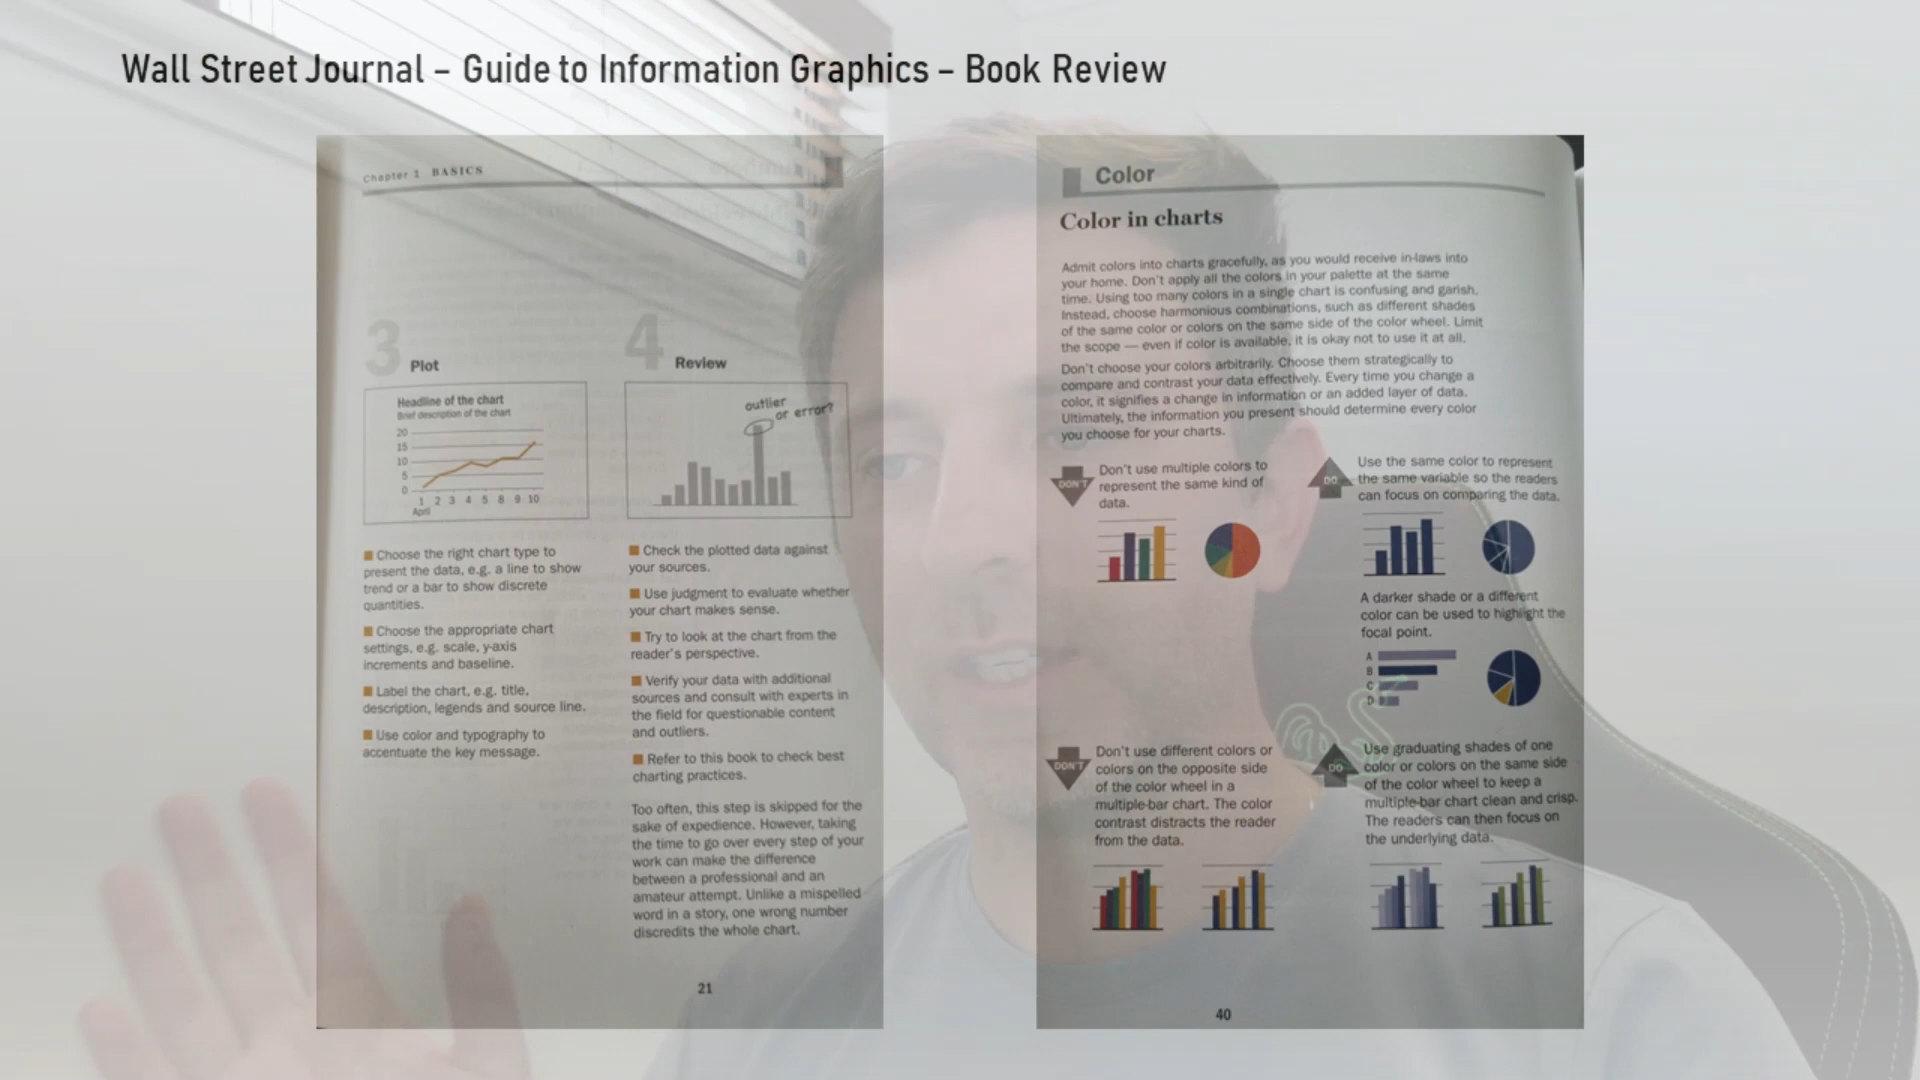 Wall Street Journal – Guide to Information Graphics – Book Review
Chapter 1 BASICS
3 Plot
Headline of the chart
Brief description of the chart
20
15
10
5
0
1 2 3 4 5 8 9 10
April
Choose the right chart type to
present the data, e.g. a line to show
trend or a bar to show discrete
quantities.
Choose the appropriate chart
settings, e.g. scale, y-axis
increments and baseline.
Label the chart, e.g. title,
description, legends and source line.
Use color and typography to
accentuate the key message.
4 Review
outlier
or error?
Check the plotted data against
your sources.
Use judgment to evaluate whether
your chart makes sense.
Try to look at the chart from the
reader's perspective.
Verify your data with additional
sources and consult with experts in
the field for questionable content
and outliers.
Refer to this book to check best
charting practices.
Too often, this step is skipped for the
sake of expedience. However, taking
the time to go over every step of your
work can make the difference
between a professional and an
amateur attempt. Unlike a mispelled
word in a story, one wrong number
discredits the whole chart.
21
Color
Color in charts
Admit colors into charts gracefully, as you would receive in-laws into
your home. Don't apply all the colors in your palette at the same
time. Using too many colors in a single chart is confusing and garish.
Instead, choose harmonious combinations, such as different shades
of the same color or colors on the same side of the color wheel. Limit
the scope — even if color is available, it is okay not to use it at all.
Don't choose your colors arbitrarily. Choose them strategically to
compare and contrast your data effectively. Every time you change a
color, it signifies a change in information or an added layer of data.
Ultimately, the information you present should determine every color
you choose for your charts.
DON'T
Don't use multiple colors to
represent the same kind of
data.
DO
Use the same color to represent
the same variable so the readers
can focus on comparing the data.
A darker shade or a different
color can be used to highlight the
focal point.
A
B
C
D
DON'T
Don't use different colors or
colors on the opposite side
of the color wheel in a
multiple-bar chart. The color
contrast distracts the reader
from the data.
DO
Use graduating shades of one
color or colors on the same side
of the color wheel to keep a
multiple-bar chart clean and crisp.
The readers can then focus on
the underlying data.
40